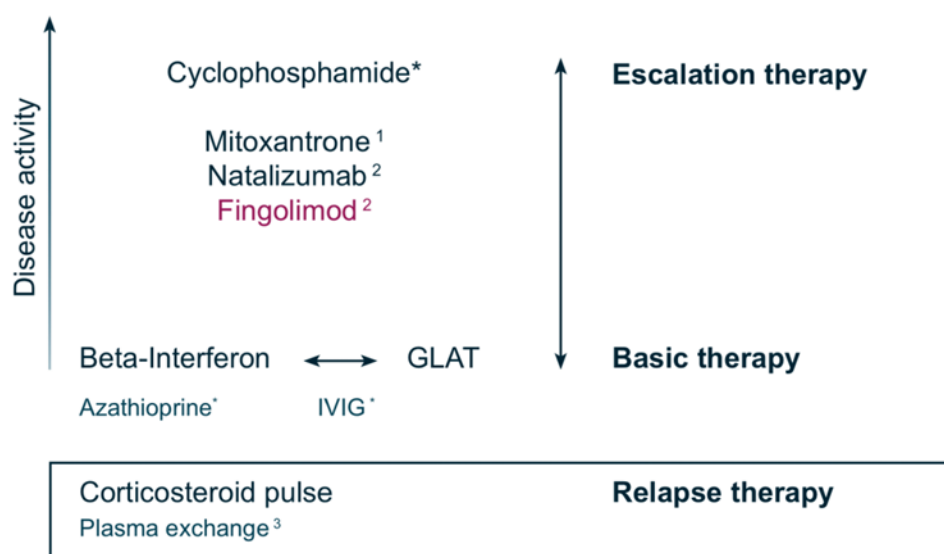 Disease activity
Cyclophosphamide* Escalation therapy
Mitoxantrone ¹
Natalizumab ²
Fingolimod ²
Beta-Interferon GLAT Basic therapy
Azathioprine* IVIG *
Corticosteroid pulse Relapse therapy
Plasma exchange ³